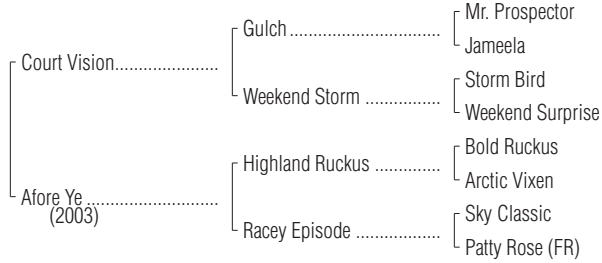 Mr. Prospector
Gulch
Jameela
Court Vision
Storm Bird
Weekend Storm
Weekend Surprise
Bold Ruckus
Highland Ruckus
Arctic Vixen
Afore Ye
(2003)
Sky Classic
Racey Episode
Patty Rose (FR)